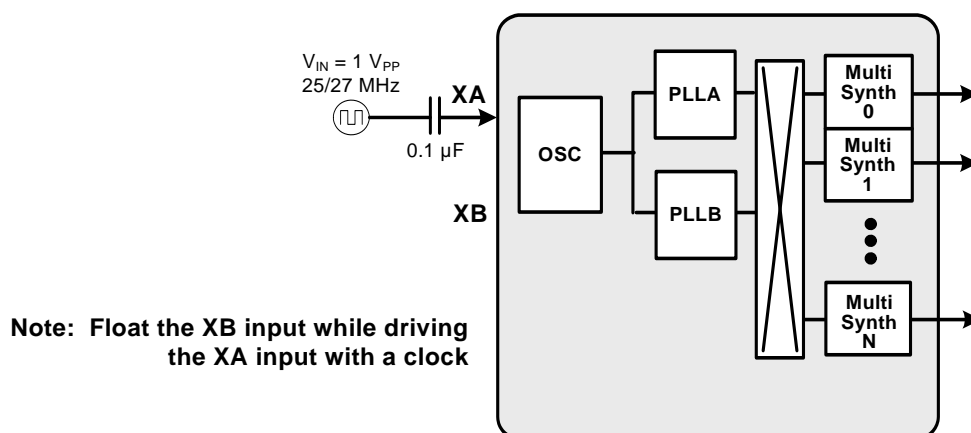 V_IN = 1 V_PP
25/27 MHz
XA
0.1 µF
XB
OSC
PLLA
PLLB
Multi
Synth
0
Multi
Synth
1
Multi
Synth
N
Note: Float the XB input while driving
the XA input with a clock